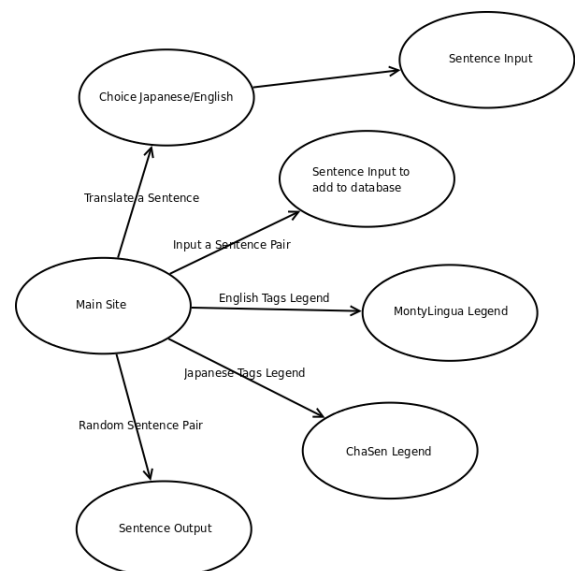 Sentence Input
Choice Japanese/English
Sentence Input to
add to database
Translate a Sentence
Input a Sentence Pair
English Tags Legend
Main Site
MontyLingua Legend
Japanese Tags Legend
Random Sentence Pair
ChaSen Legend
Sentence Output